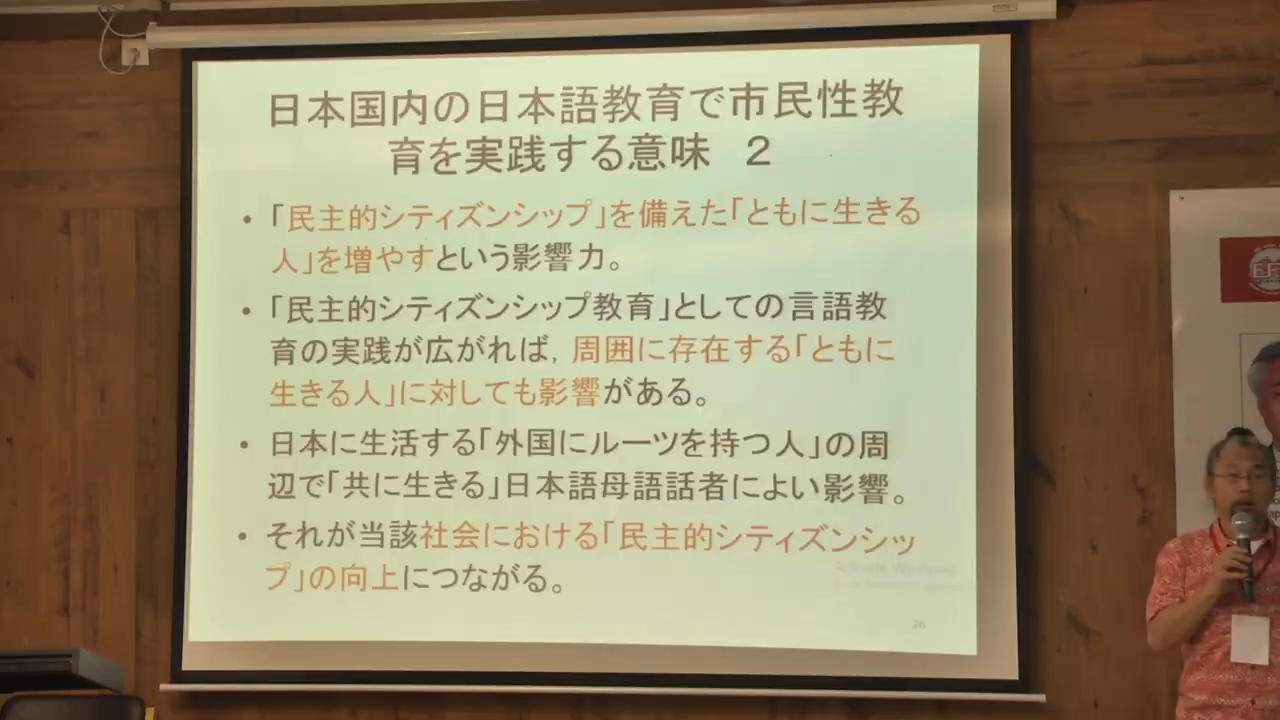 日本国内の日本語教育で市民性教
育を実践する意味　２
•「民主的シティズンシップ」を備えた「ともに生きる
人」を増やすという影響力。
•「民主的シティズンシップ教育」としての言語教
育の実践が広がれば，周囲に存在する「ともに
生きる人」に対しても影響がある。
• 日本に生活する「外国にルーツを持つ人」の周
辺で「共に生きる」日本語母語話者によい影響。
• それが当該社会における「民主的シティズンシッ
プ」の向上につながる。
Activate Windows
26